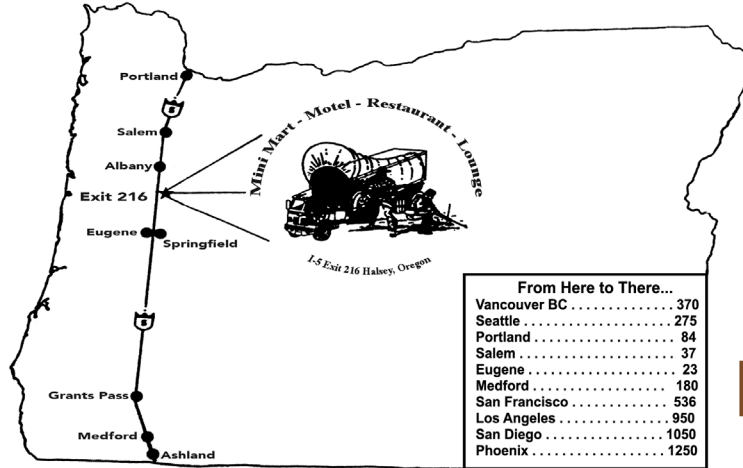 Portland
5
Salem
Albany
Exit 216
Eugene
Springfield
5
Grants Pass
Medford
Ashland
Mini Mart - Motel - Restaurant - Lounge
I-5 Exit 216 Halsey, Oregon
From Here to There...
Vancouver BC . . . . . . . . . . . . . 370
Seattle . . . . . . . . . . . . . . . . . . . . 275
Portland . . . . . . . . . . . . . . . . . . . 84
Salem . . . . . . . . . . . . . . . . . . . . . 37
Eugene . . . . . . . . . . . . . . . . . . . . 23
Medford . . . . . . . . . . . . . . . . . . 180
San Francisco . . . . . . . . . . . . . 536
Los Angeles . . . . . . . . . . . . . . 950
San Diego . . . . . . . . . . . . . . . 1050
Phoenix . . . . . . . . . . . . . . . . . 1250